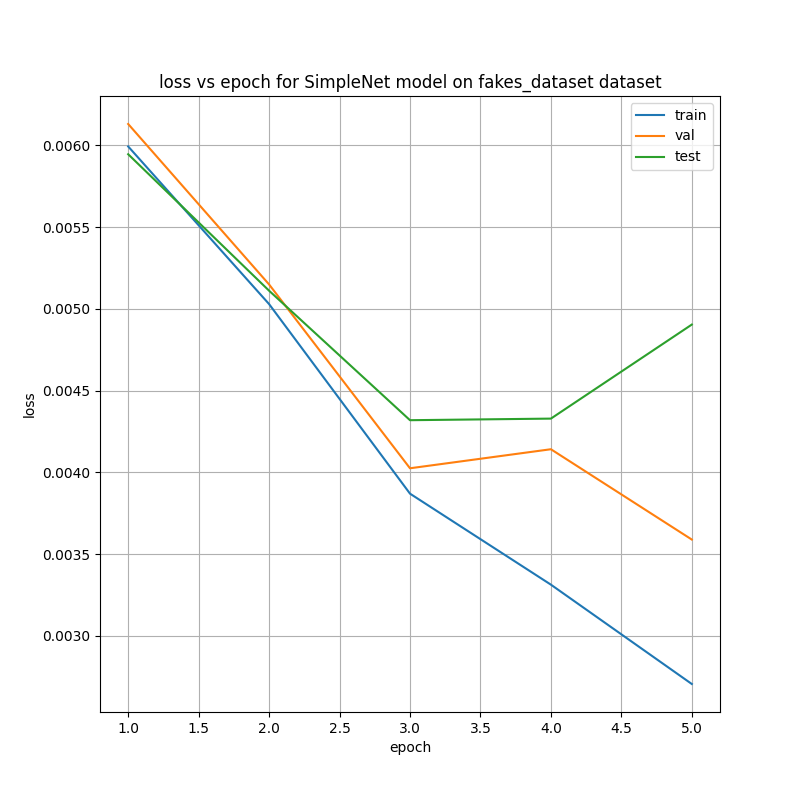 loss vs epoch for SimpleNet model on fakes_dataset dataset
train
val
test
0.0060
0.0055
0.0050
0.0045
0.0040
0.0035
0.0030
loss
1.0 1.5 2.0 2.5 3.0 3.5 4.0 4.5 5.0
epoch